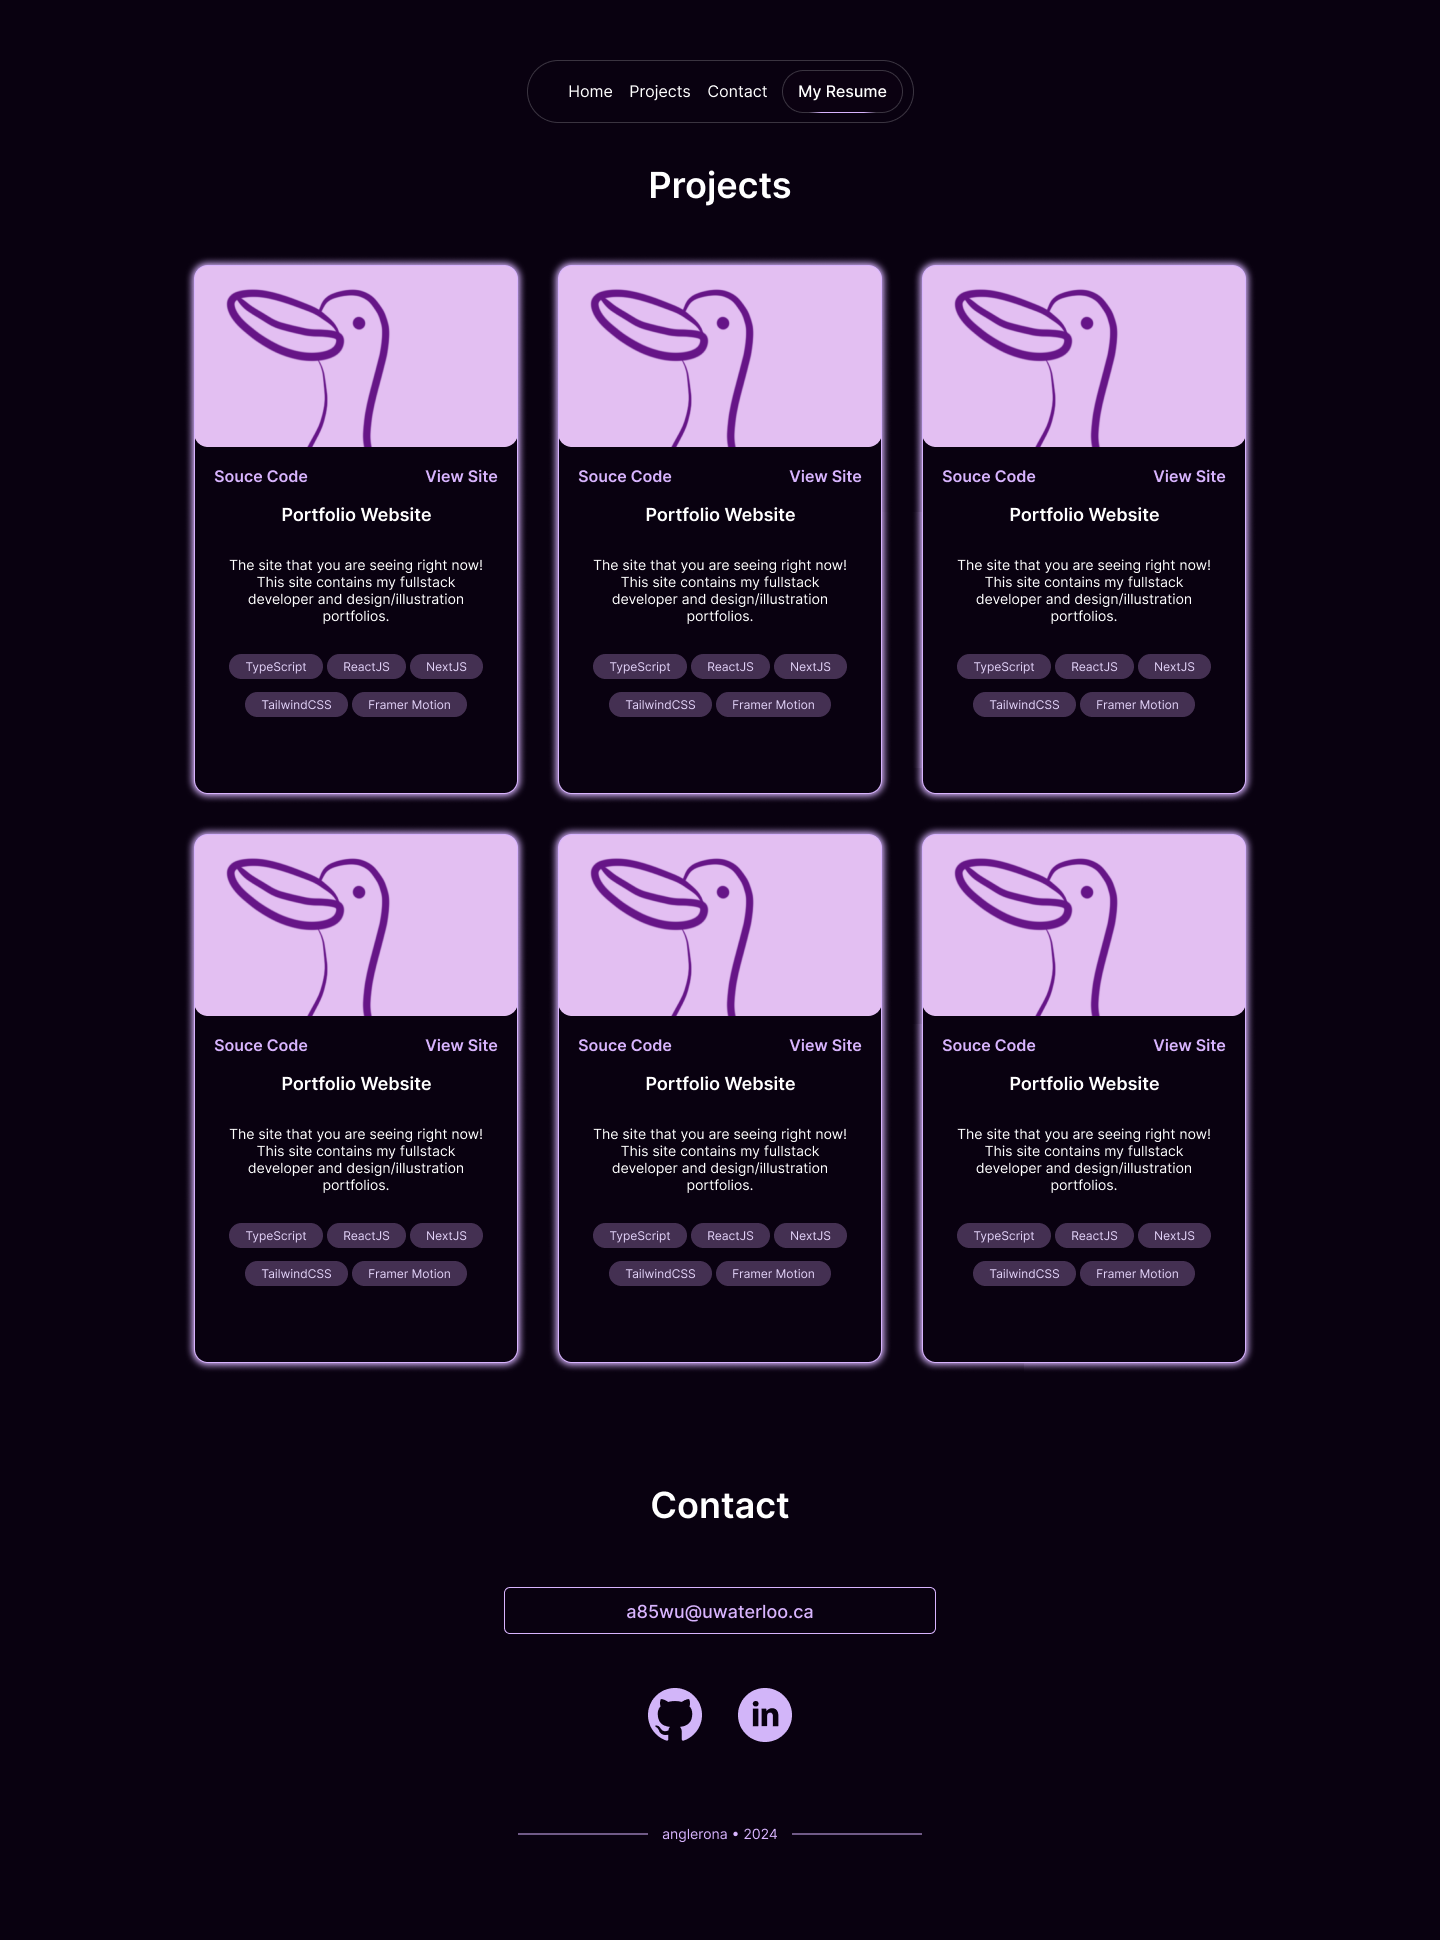 Home Projects Contact My Resume
Projects
Souce Code View Site
Portfolio Website
The site that you are seeing right now!
This site contains my fullstack
developer and design/illustration
portfolios.
TypeScript ReactJS NextJS
TailwindCSS Framer Motion
Souce Code View Site
Portfolio Website
The site that you are seeing right now!
This site contains my fullstack
developer and design/illustration
portfolios.
TypeScript ReactJS NextJS
TailwindCSS Framer Motion
Souce Code View Site
Portfolio Website
The site that you are seeing right now!
This site contains my fullstack
developer and design/illustration
portfolios.
TypeScript ReactJS NextJS
TailwindCSS Framer Motion
Souce Code View Site
Portfolio Website
The site that you are seeing right now!
This site contains my fullstack
developer and design/illustration
portfolios.
TypeScript ReactJS NextJS
TailwindCSS Framer Motion
Souce Code View Site
Portfolio Website
The site that you are seeing right now!
This site contains my fullstack
developer and design/illustration
portfolios.
TypeScript ReactJS NextJS
TailwindCSS Framer Motion
Souce Code View Site
Portfolio Website
The site that you are seeing right now!
This site contains my fullstack
developer and design/illustration
portfolios.
TypeScript ReactJS NextJS
TailwindCSS Framer Motion
Contact
a85wu@uwaterloo.ca
in
anglerona • 2024